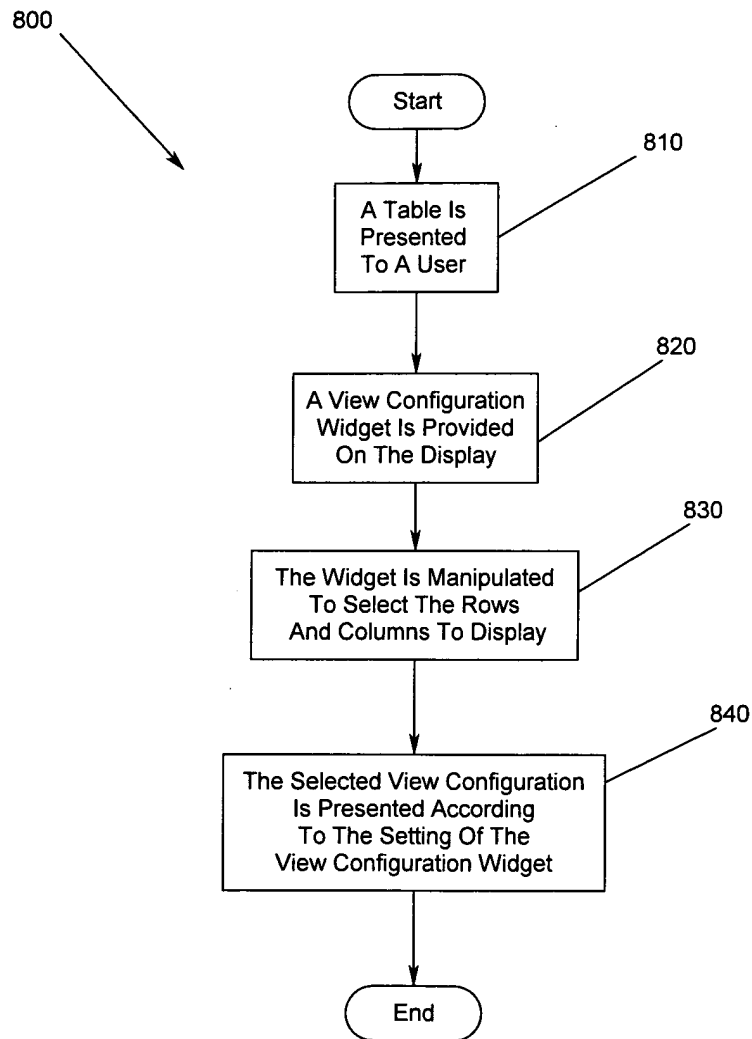 800
Start
810
A Table Is
Presented
To A User
820
A View Configuration
Widget Is Provided
On The Display
830
The Widget Is Manipulated
To Select The Rows
And Columns To Display
840
The Selected View Configuration
Is Presented According
To The Setting Of The
View Configuration Widget
End